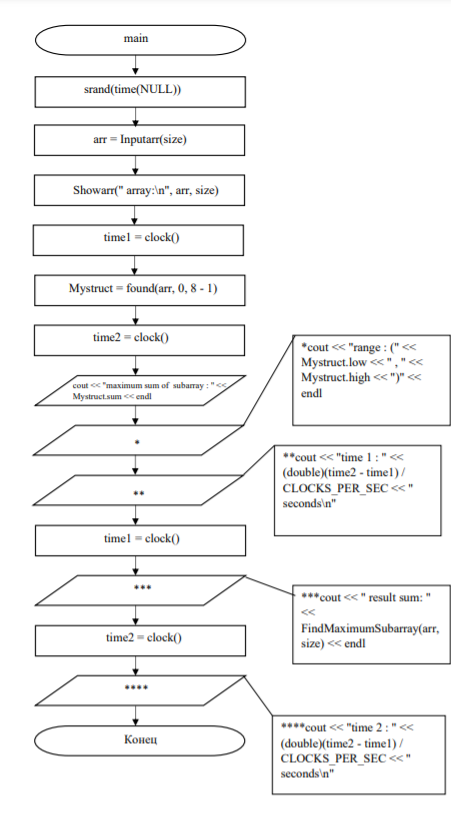 main
srand(time(NULL))
arr = Inputarr(size)
Showarr(" array:\n", arr, size)
time1 = clock()
Mystruct = found(arr, 0, 8 - 1)
time2 = clock()
cout << "maximum sum of subarray : " <<
Mystruct.sum << endl
*
*cout << "range : (" <<
Mystruct.low << " , " <<
Mystruct.high << ")" <<
endl
**
**cout << "time 1 : " <<
(double)(time2 - time1) /
CLOCKS_PER_SEC << "
seconds\n"
time1 = clock()
***
***cout << " result sum: "
<<
FindMaximumSubarray(arr,
size) << endl
time2 = clock()
****
****cout << "time 2 : " <<
(double)(time2 - time1) /
CLOCKS_PER_SEC << "
seconds\n"
Конец